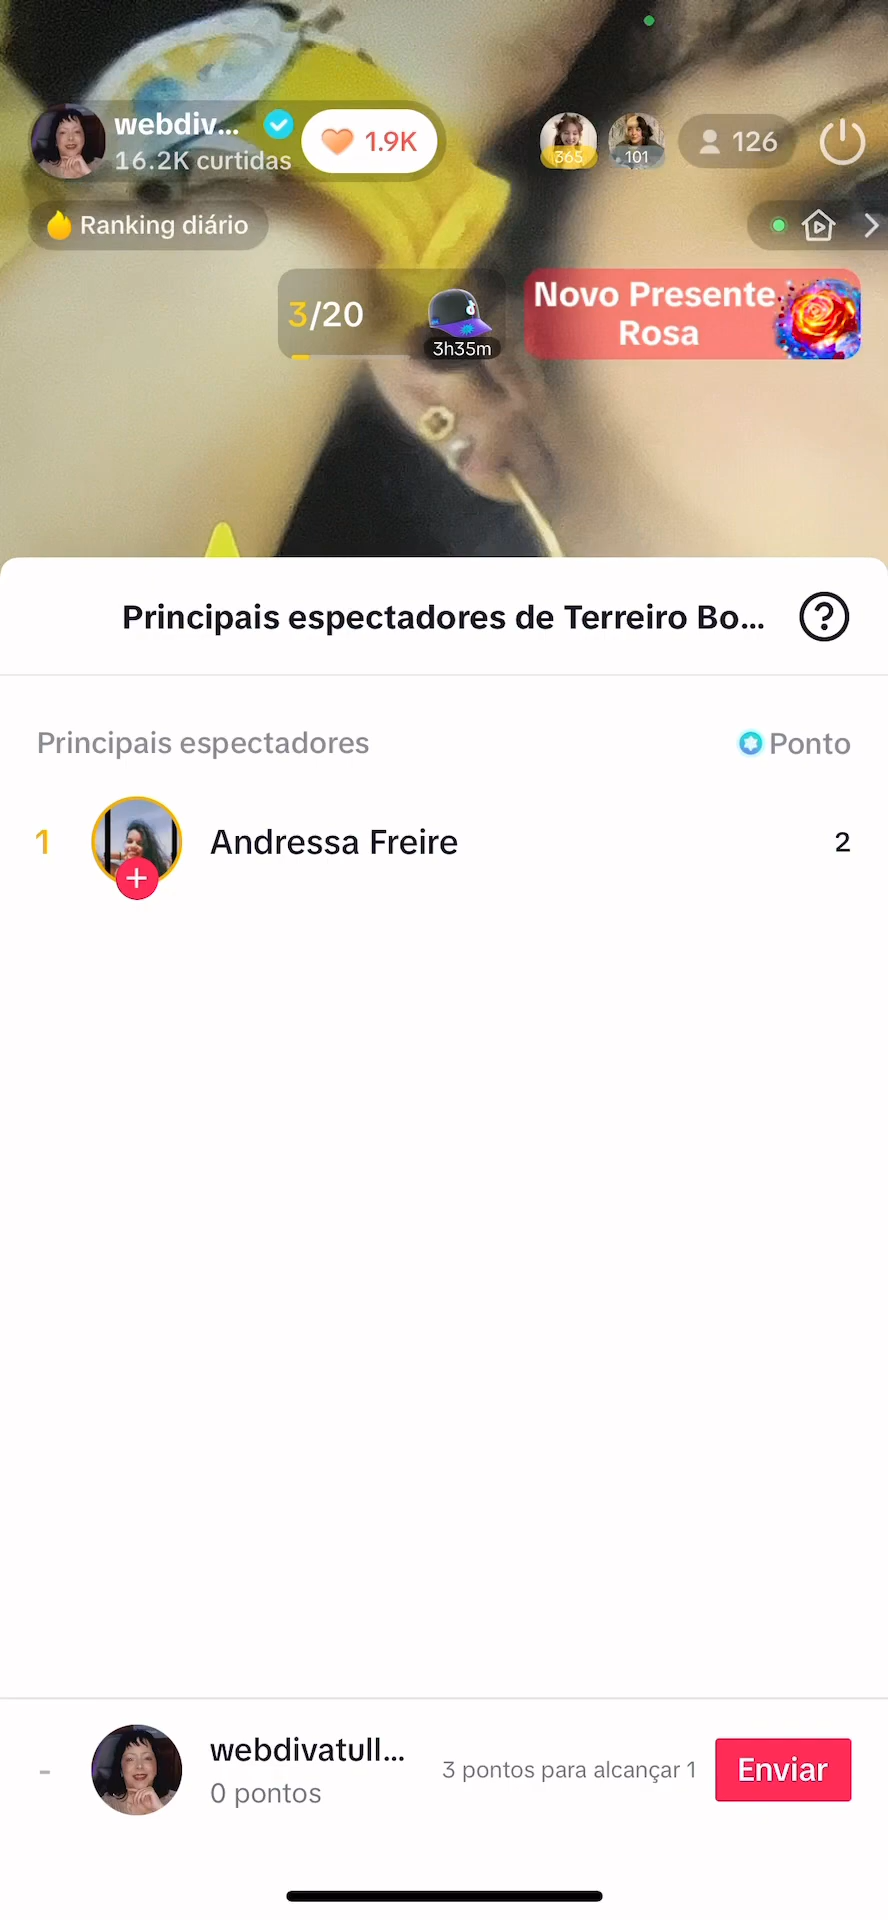 webdiv...
16.2K curtidas
1.9K
365
101
126
Ranking diário
3/20
3h35m
Novo Presente
Rosa
Principais espectadores de Terreiro Bo...
?
Principais espectadores
Ponto
1
Andressa Freire
2
-
webdivatull...
0 pontos
3 pontos para alcançar 1
Enviar